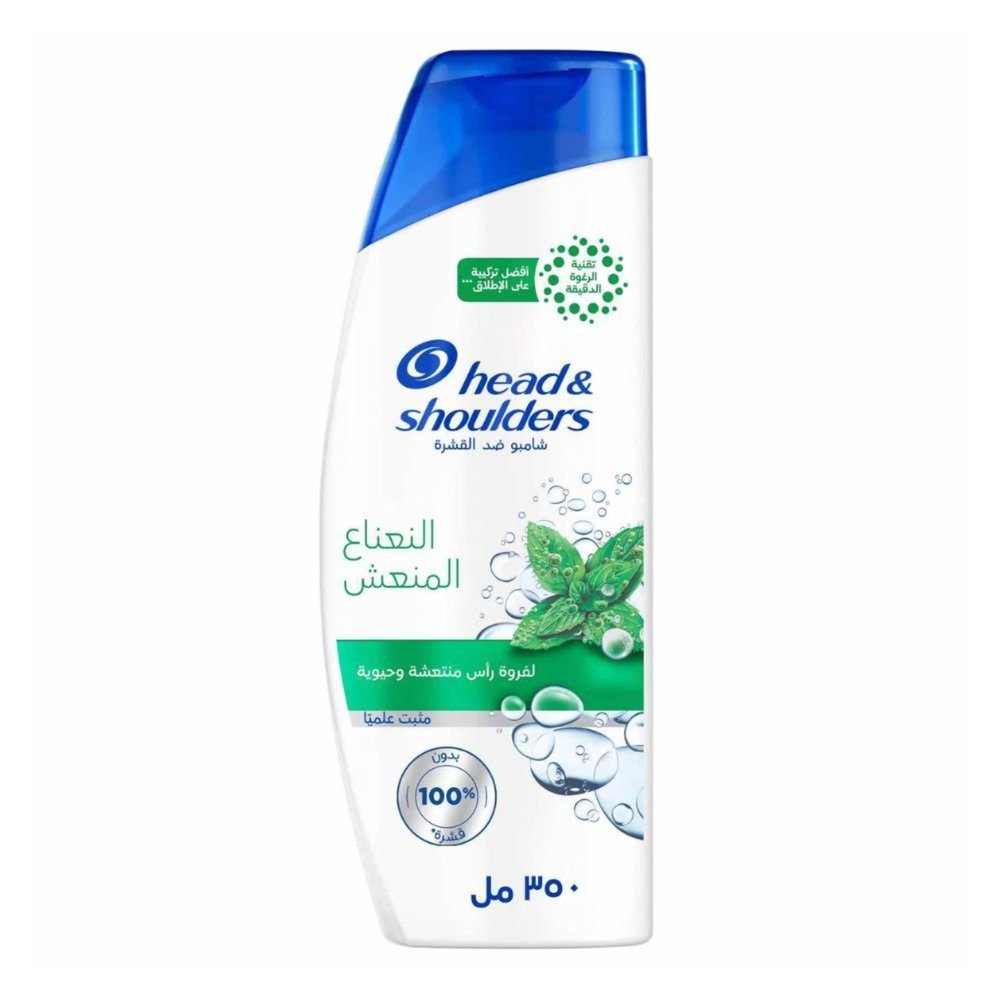 أفضل تركيبة
على الإطلاق***
تقنية
الرغوة
الدقيقة
head &
shoulders
شامبو ضد القشرة
النعناع
المنعش
لفروة رأس منتعشة وحيوية
مثبت علميًا
بدون
100%
قشرة*
٣٥٠ مل